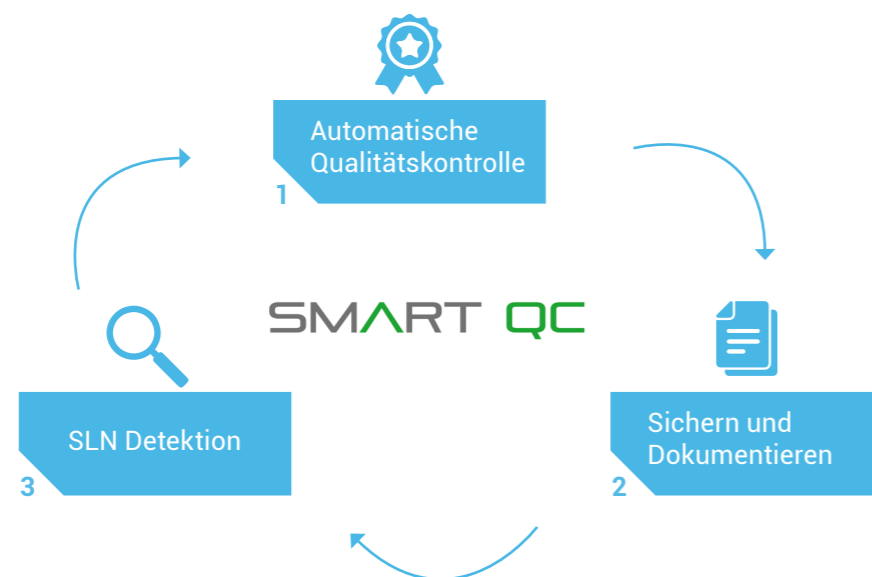 Automatische
Qualitätskontrolle
1
SMART QC
Sichern und
Dokumentieren
2
SLN Detektion
3